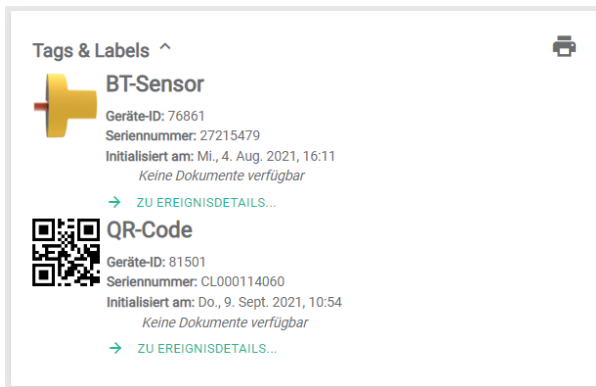 Tags & Labels
BT-Sensor
Geräte-ID: 76861
Seriennummer: 27215479
Initialisiert am: Mi., 4. Aug. 2021, 16:11
Keine Dokumente verfügbar
→ ZU EREIGNISDETAILS...
QR-Code
Geräte-ID: 81501
Seriennummer: CL000114060
Initialisiert am: Do., 9. Sept. 2021, 10:54
Keine Dokumente verfügbar
→ ZU EREIGNISDETAILS...